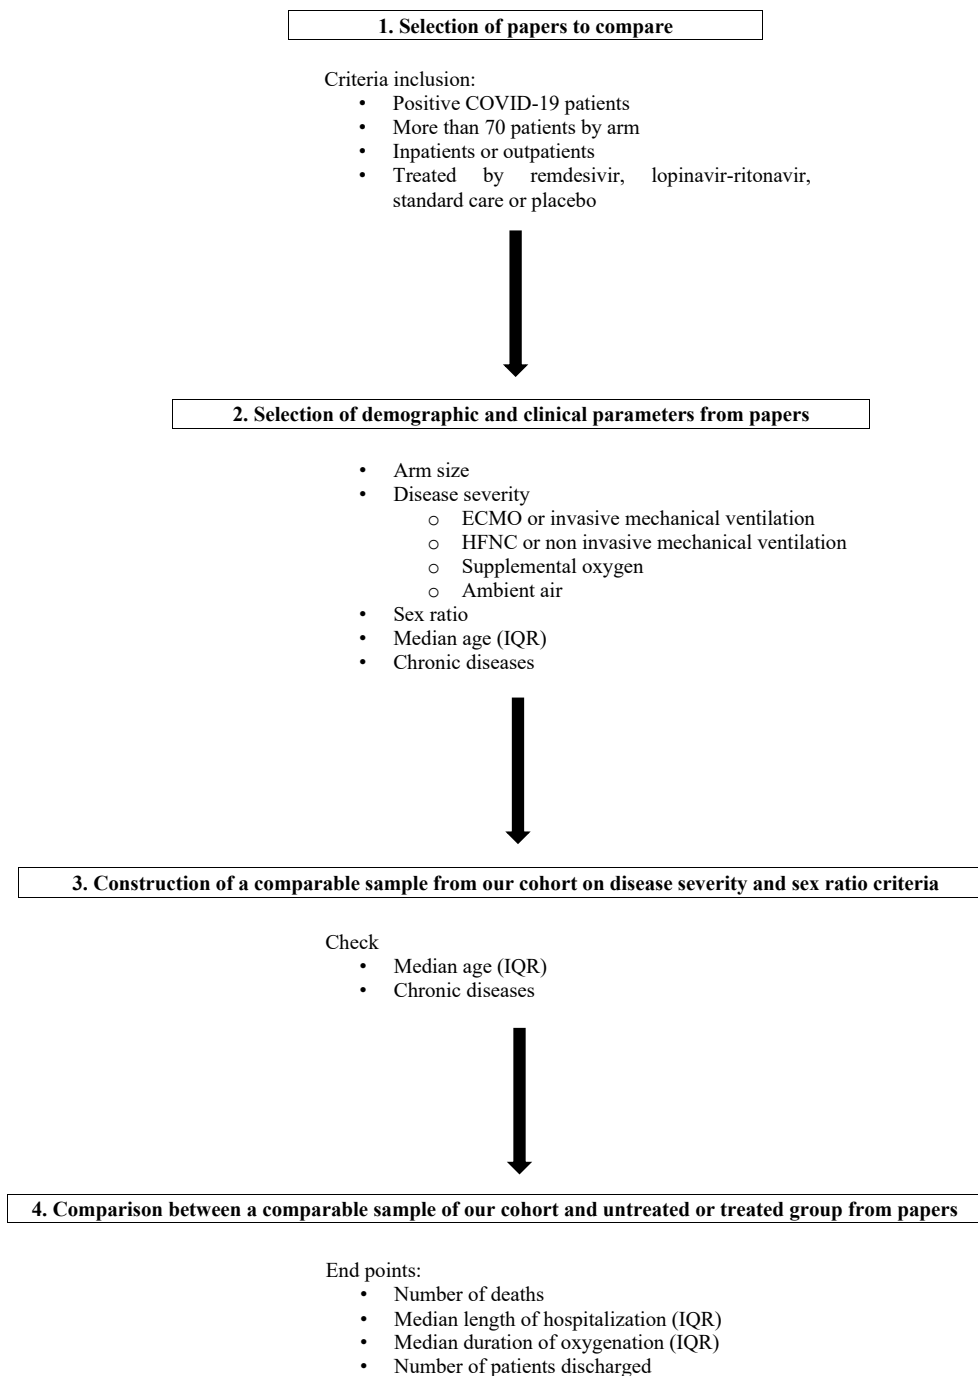 1. Selection of papers to compare
Criteria inclusion:
• Positive COVID-19 patients
• More than 70 patients by arm
• Inpatients or outpatients
• Treated by remdesivir, lopinavir-ritonavir,
standard care or placebo
2. Selection of demographic and clinical parameters from papers
• Arm size
• Disease severity
o ECMO or invasive mechanical ventilation
o HFNC or non invasive mechanical ventilation
o Supplemental oxygen
o Ambient air
• Sex ratio
• Median age (IQR)
• Chronic diseases
3. Construction of a comparable sample from our cohort on disease severity and sex ratio criteria
Check
• Median age (IQR)
• Chronic diseases
4. Comparison between a comparable sample of our cohort and untreated or treated group from papers
End points:
• Number of deaths
• Median length of hospitalization (IQR)
• Median duration of oxygenation (IQR)
• Number of patients discharged